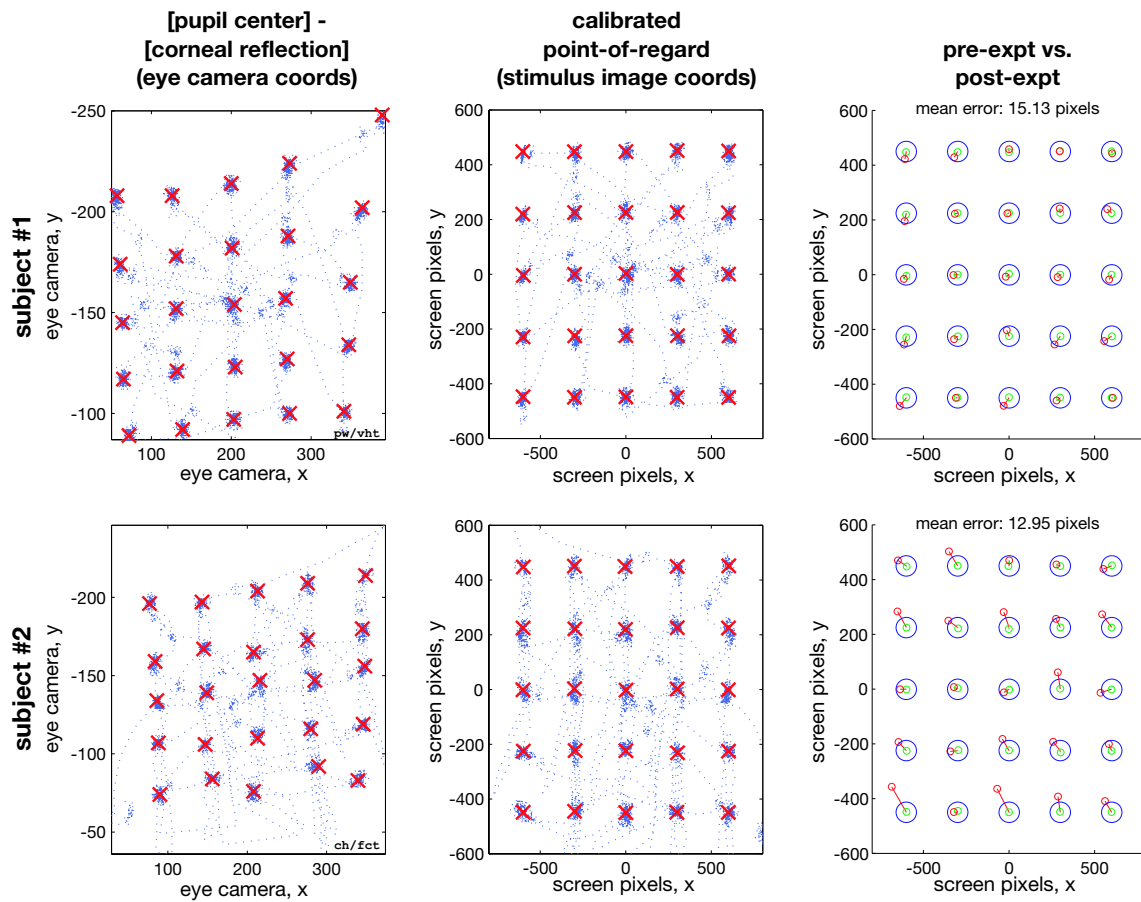 [pupil center] -
[corneal reflection]
(eye camera coords)
calibrated
point-of-regard
(stimulus image coords)
pre-expt vs.
post-expt
subject #1
eye camera, y
-250
-200
-150
-100
100
200
300
eye camera, x
pw/vht
screen pixels, y
600
400
200
0
-200
-400
-600
-500
0
500
screen pixels, x
mean error: 15.13 pixels
screen pixels, y
600
400
200
0
-200
-400
-600
-500
0
500
screen pixels, x
subject #2
eye camera, y
-200
-150
-100
-50
100
200
300
eye camera, x
ch/fct
screen pixels, y
600
400
200
0
-200
-400
-600
-500
0
500
screen pixels, x
mean error: 12.95 pixels
screen pixels, y
600
400
200
0
-200
-400
-600
-500
0
500
screen pixels, x